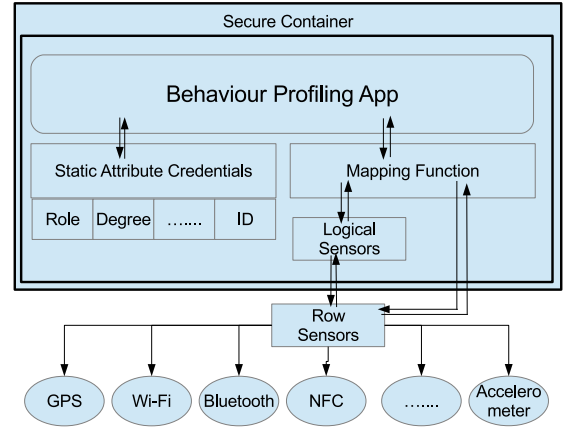 Secure Container
Behaviour Profiling App
Static Attribute Credentials
Mapping Function
Role
Degree
…....
ID
Logical
Sensors
Row
Sensors
GPS
Wi-Fi
Bluetooth
NFC
…....
Accelero
meter